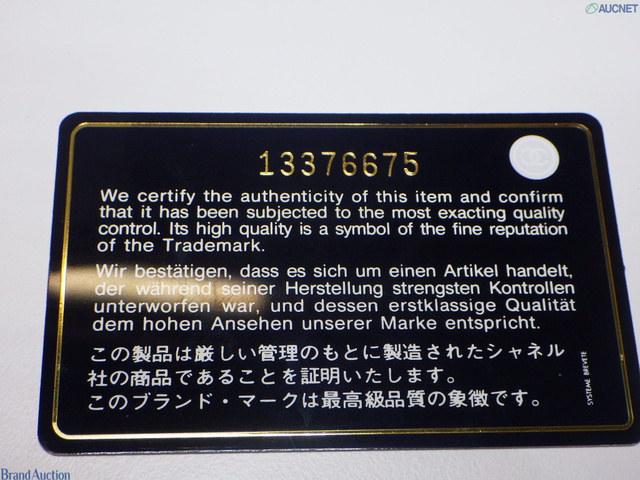 AUCNET
13376675
We certify the authenticity of this item and confirm
that it has been subjected to the most exacting quality
control. Its high quality is a symbol of the fine reputation
of the Trademark.
Wir bestätigen, dass es sich um einen Artikel handelt,
der während seiner Herstellung strengsten Kontrollen
unterworfen war, und dessen erstklassige Qualität
dem hohen Ansehen unserer Marke entspricht.
この製品は厳しい管理のもとに製造されたシャネル
社の商品であることを証明いたします。
このブランド・マークは最高級品質の象徴です。
SYSTEME BREVETE
Brand Auction